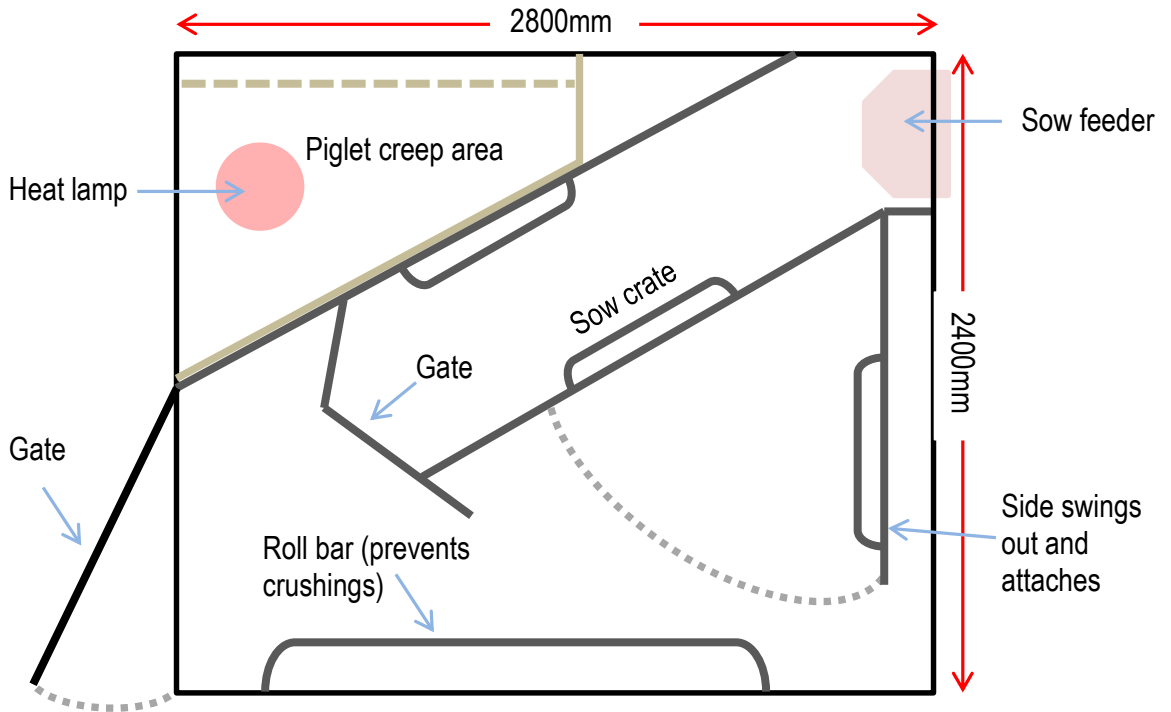 2800mm
Sow feeder
Piglet creep area
Heat lamp
Sow crate
2400mm
Gate
Gate
Side swings
out and
attaches
Roll bar (prevents
crushings)